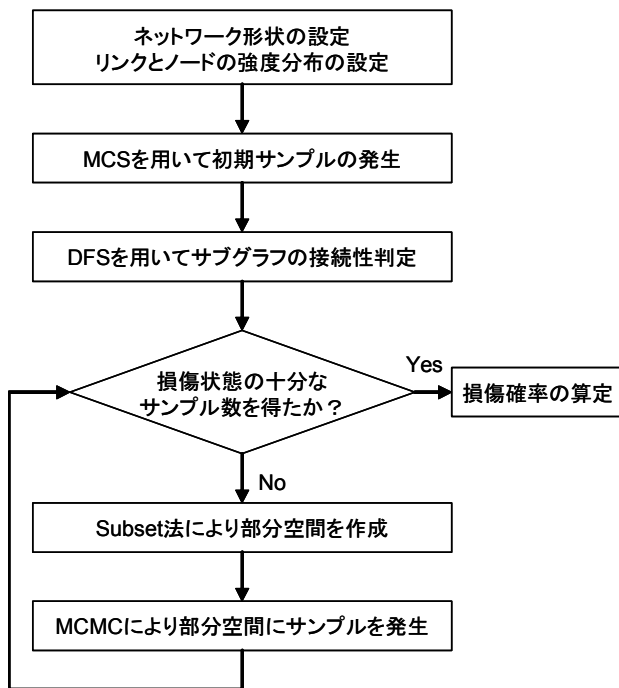 ネットワーク形状の設定
リンクとノードの強度分布の設定
MCSを用いて初期サンプルの発生
DFSを用いてサブグラフの接続性判定
損傷状態の十分な
サンプル数を得たか？
Yes
損傷確率の算定
No
Subset法により部分空間を作成
MCMCにより部分空間にサンプルを発生